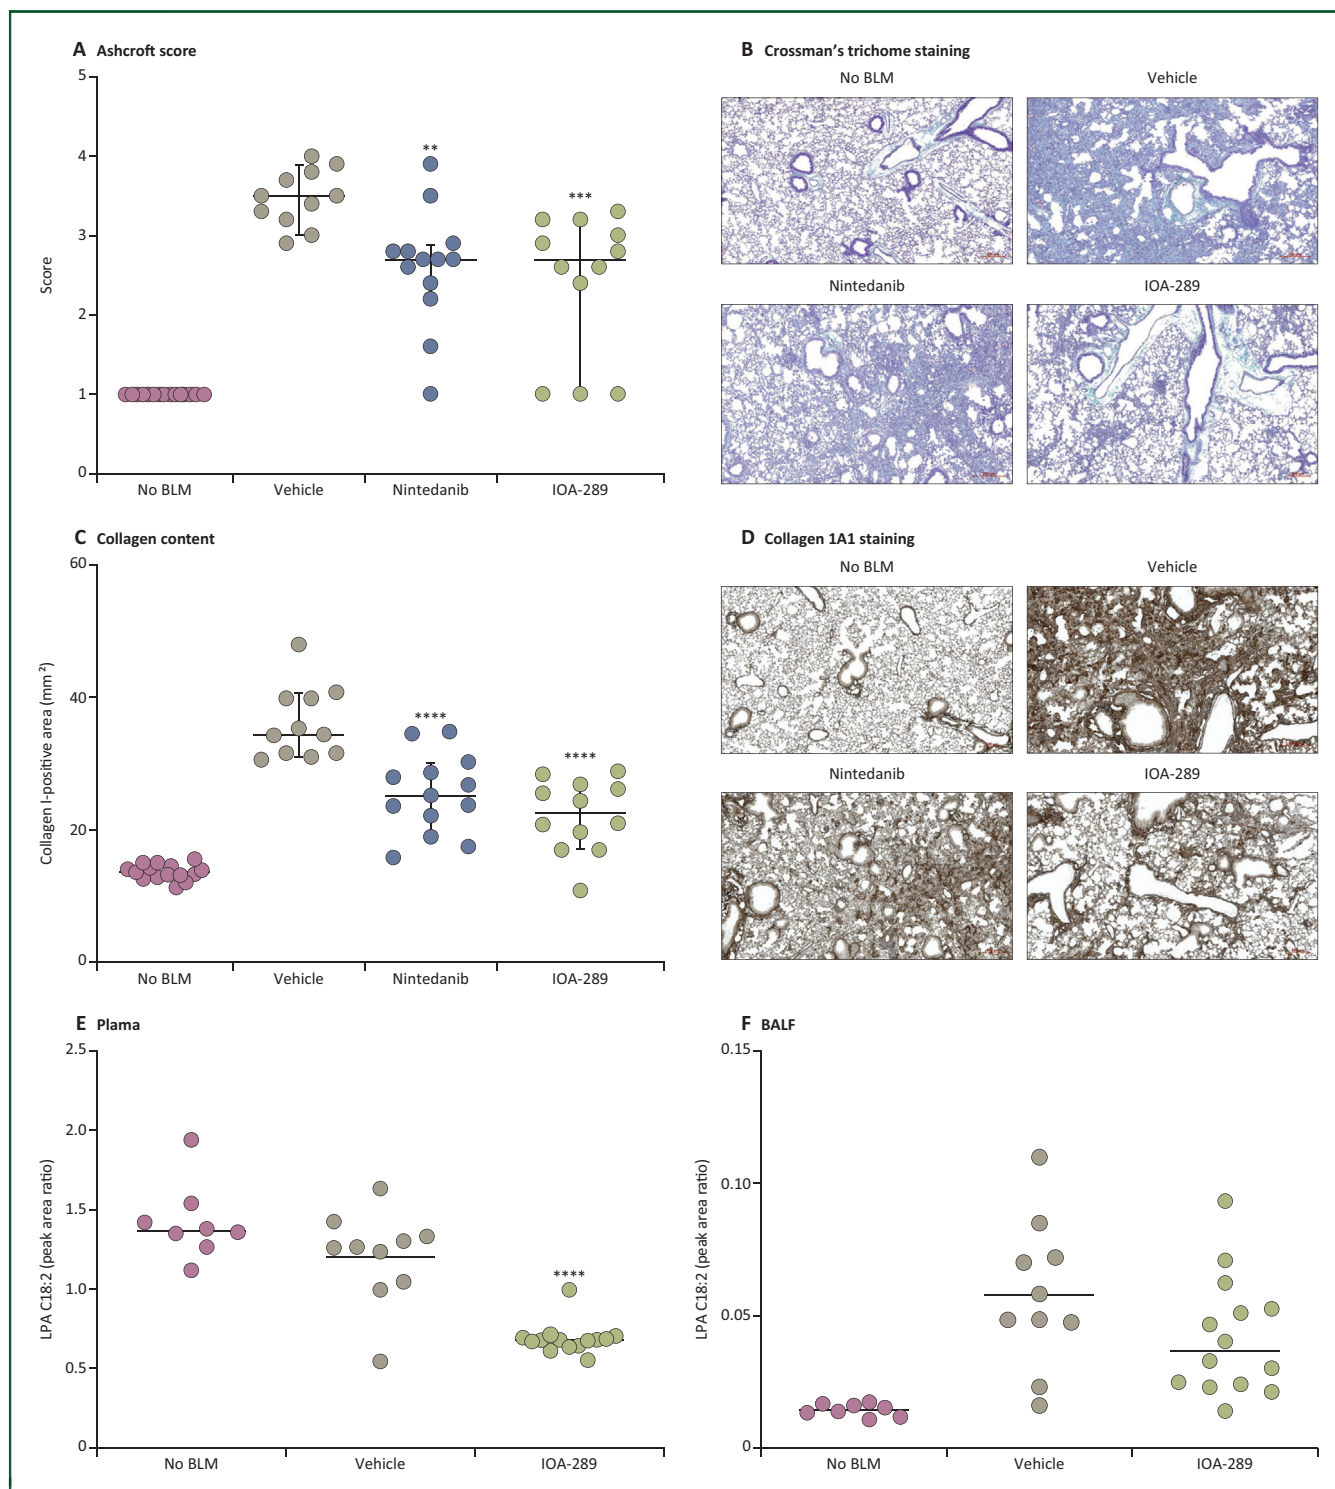 A Ashcroft score
5
4
3
2
1
0
Score
**
***
No BLM
Vehicle
Nintedanib
IOA-289
B Crossman's trichome staining
No BLM
Vehicle
Nintedanib
IOA-289
C Collagen content
60
40
20
0
Collagen I-positive area (mm²)
****
****
No BLM
Vehicle
Nintedanib
IOA-289
D Collagen 1A1 staining
No BLM
Vehicle
Nintedanib
IOA-289
E Plama
2.5
2.0
1.5
1.0
0.5
0
LPA C18:2 (peak area ratio)
****
No BLM
Vehicle
IOA-289
F BALF
0.15
0.10
0.05
0
LPA C18:2 (peak area ratio)
No BLM
Vehicle
IOA-289